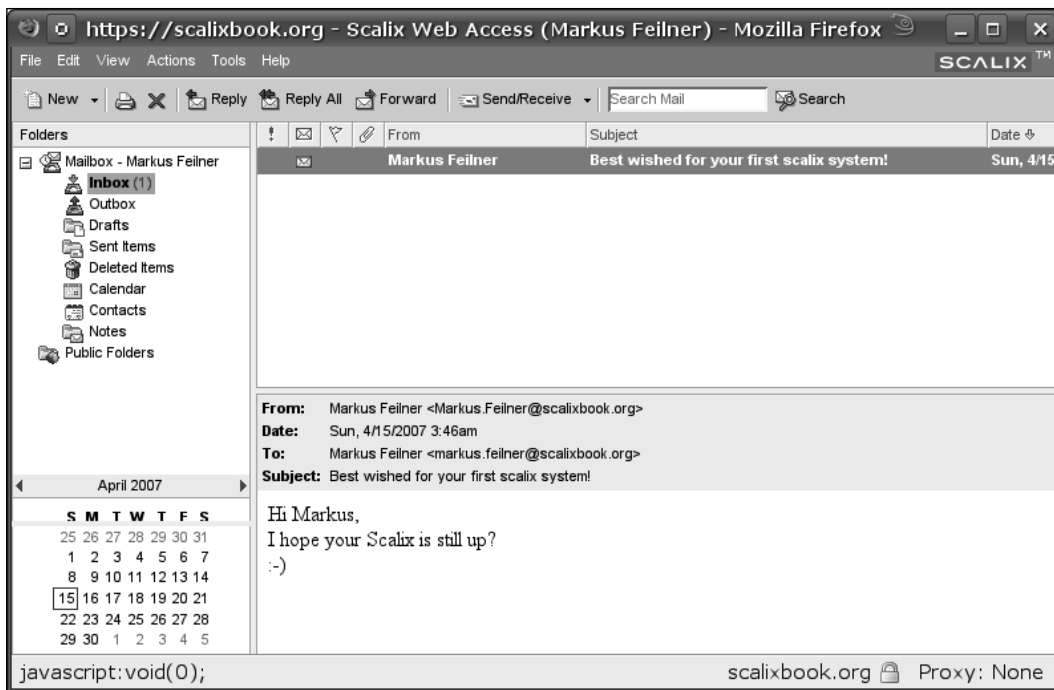 https://scalixbook.org - Scalix Web Access (Markus Feilner) - Mozilla Firefox
File Edit View Actions Tools Help SCALIX™
New Reply Reply All Forward Send/Receive Search Mail Search
Folders
Mailbox - Markus Feilner
Inbox (1)
Outbox
Drafts
Sent Items
Deleted Items
Calendar
Contacts
Notes
Public Folders
! From Subject Date
Markus Feilner Best wished for your first scalix system! Sun, 4/15
From: Markus Feilner <Markus.Feilner@scalixbook.org>
Date: Sun, 4/15/2007 3:46am
To: Markus Feilner <markus.feilner@scalixbook.org>
Subject: Best wished for your first scalix system!
Hi Markus,
I hope your Scalix is still up?
:-)
April 2007
S M T W T F S
25 26 27 28 29 30 31
1 2 3 4 5 6 7
8 9 10 11 12 13 14
15 16 17 18 19 20 21
22 23 24 25 26 27 28
29 30 1 2 3 4 5
javascript:void(0); scalixbook.org Proxy: None